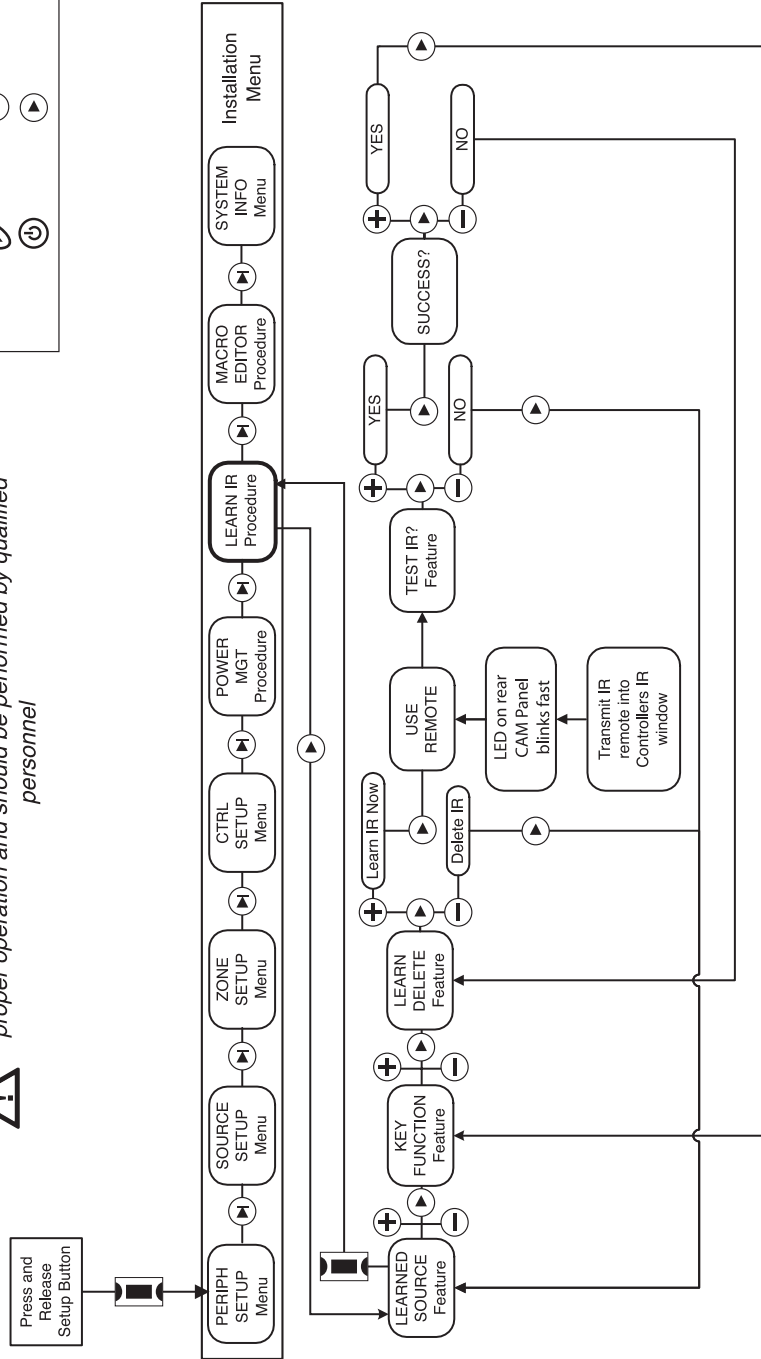 proper operation and should be performed by qualified
personnel
Press and
Release
Setup Button
PERIPH
SETUP
Menu
SOURCE
SETUP
Menu
ZONE
SETUP
Menu
CTRL
SETUP
Menu
POWER
MGT
Procedure
LEARN IR
Procedure
MACRO
EDITOR
Procedure
SYSTEM
INFO
Menu
Installation
Menu
LEARNED
SOURCE
Feature
KEY
FUNCTION
Feature
LEARN
DELETE
Feature
Learn IR Now
Delete IR
USE
REMOTE
LED on rear
CAM Panel
blinks fast
Transmit IR
remote into
Controllers IR
window
TEST IR?
Feature
YES
NO
SUCCESS?
YES
NO